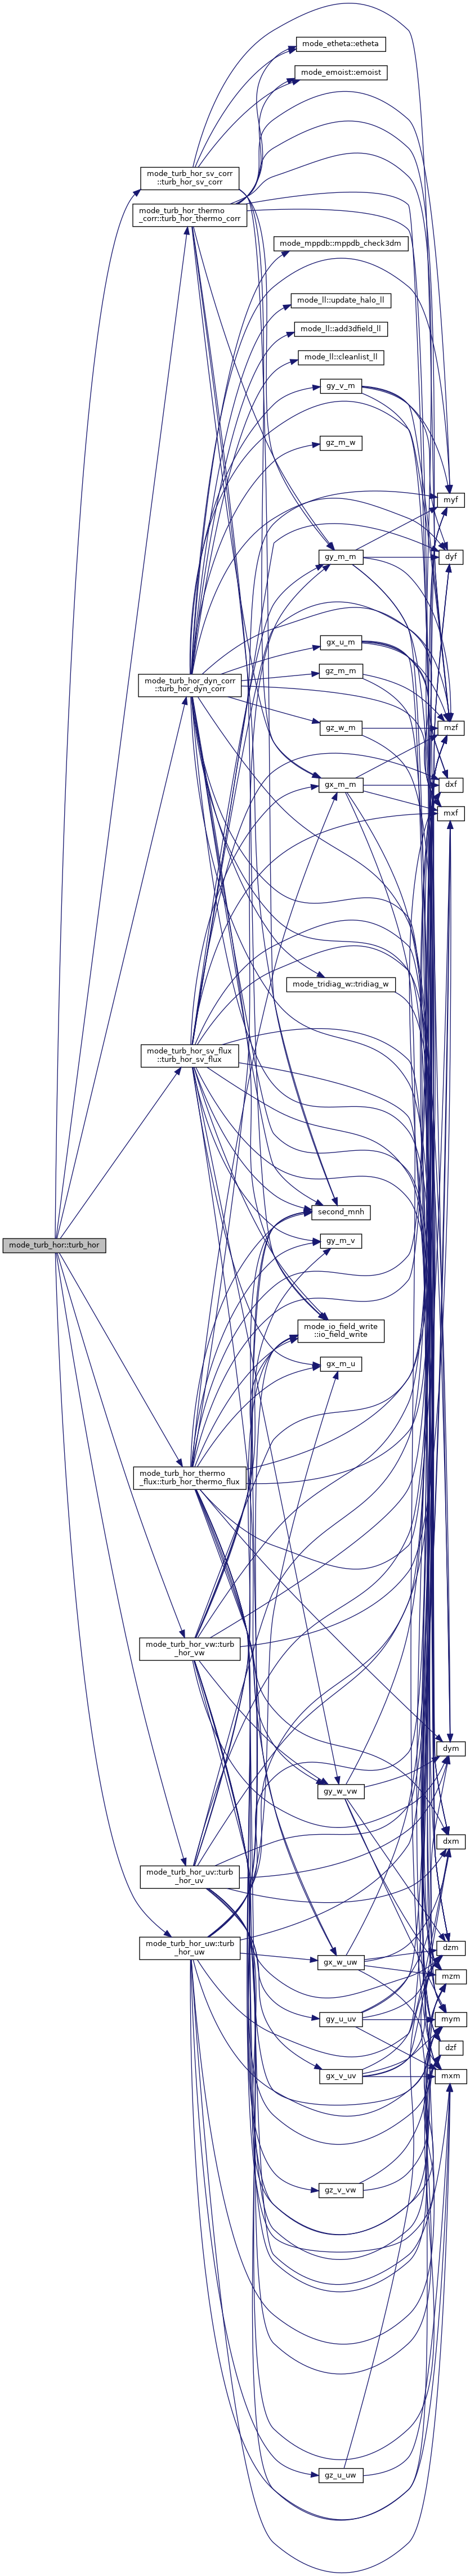 mode_turb_hor::turb_hor
mode_turb_hor_sv_corr
::turb_hor_sv_corr
mode_turb_hor_thermo
_corr::turb_hor_thermo_corr
mode_turb_hor_dyn_corr
::turb_hor_dyn_corr
mode_turb_hor_sv_flux
::turb_hor_sv_flux
mode_turb_hor_thermo
_flux::turb_hor_thermo_flux
mode_turb_hor_vw::turb
_hor_vw
mode_turb_hor_uv::turb
_hor_uv
mode_turb_hor_uw::turb
_hor_uw
mode_etheta::etheta
mode_emoist::emoist
mode_mppdb::mppdb_check3dm
mode_ll::update_halo_ll
mode_ll::add3dfield_ll
mode_ll::cleanlist_ll
gy_v_m
gz_m_w
gy_m_m
gx_u_m
gz_m_m
gz_w_m
gx_m_m
mode_tridiag_w::tridiag_w
second_mnh
gy_m_v
mode_io_field_write
::io_field_write
gx_m_u
gy_w_vw
gx_w_uw
gy_u_uv
gx_v_uv
gz_v_vw
gz_u_uw
myf
dyf
mzf
dxf
mxf
dym
dxm
dzm
mzm
mym
dzf
mxm